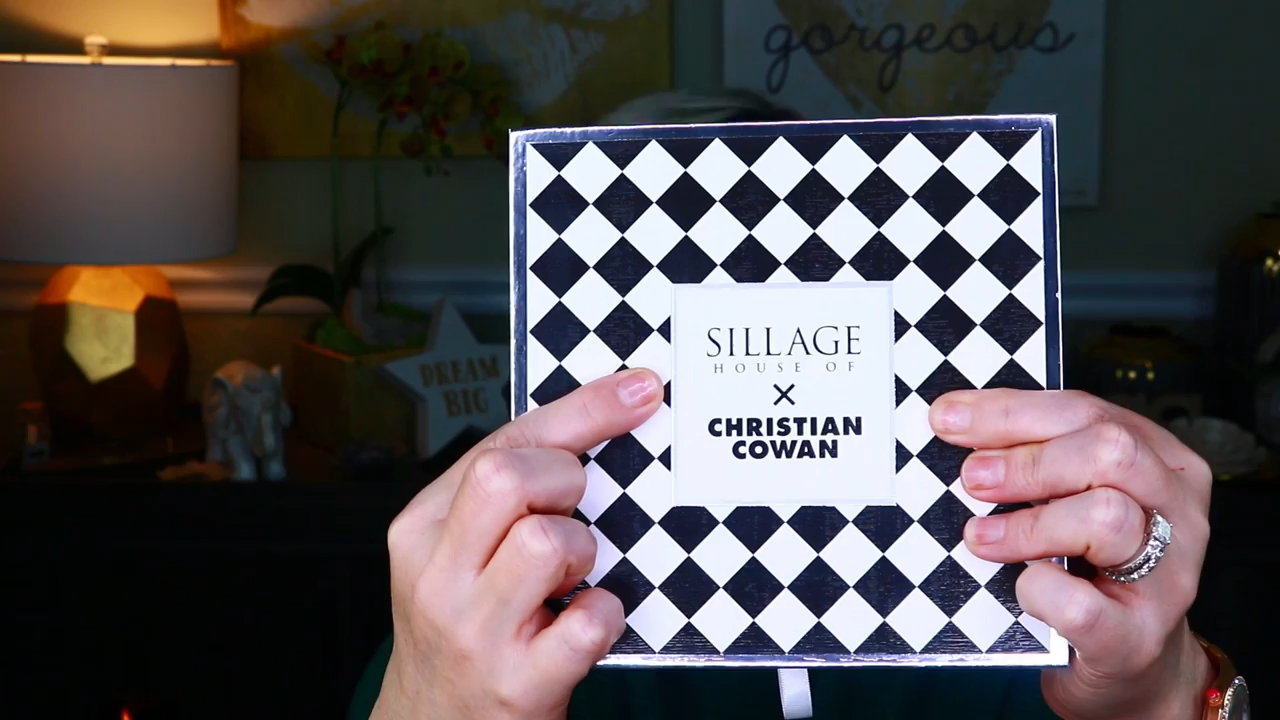 gorgeous
DREAM
BIG
SILLAGE
HOUSE OF
X
CHRISTIAN
COWAN